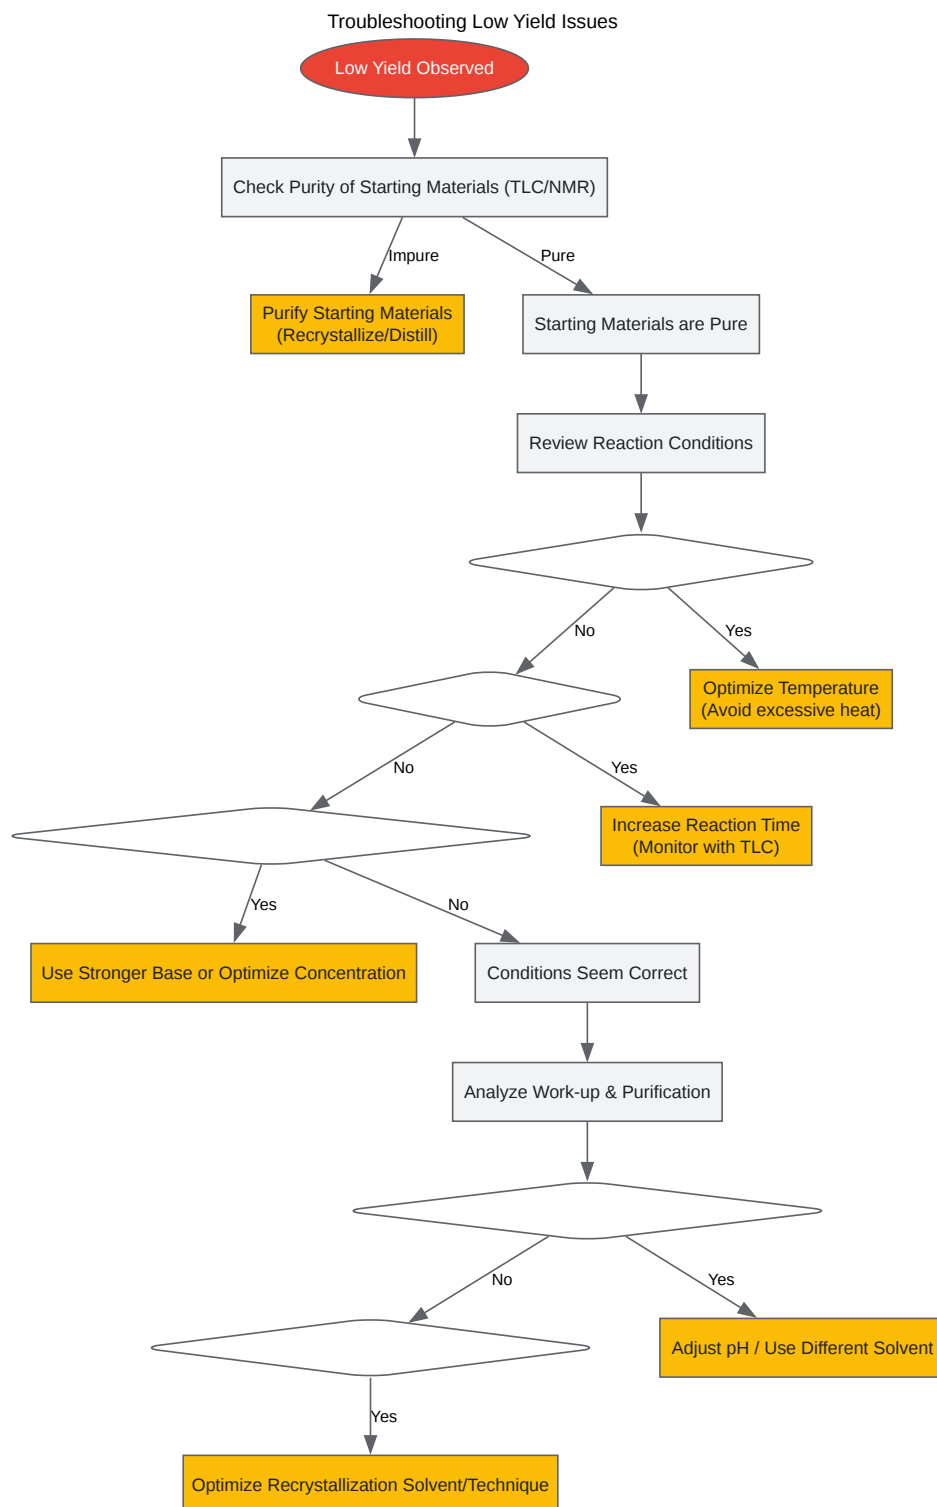 Troubleshooting Low Yield Issues
Low Yield Observed
Check Purity of Starting Materials (TLC/NMR)
Impure
Pure
Purify Starting Materials
(Recrystallize/Distill)
Starting Materials are Pure
Review Reaction Conditions
No
Yes
Optimize Temperature
(Avoid excessive heat)
No
Yes
Increase Reaction Time
(Monitor with TLC)
Yes
No
Use Stronger Base or Optimize Concentration
Conditions Seem Correct
Analyze Work-up & Purification
No
Yes
Adjust pH / Use Different Solvent
Yes
Optimize Recrystallization Solvent/Technique